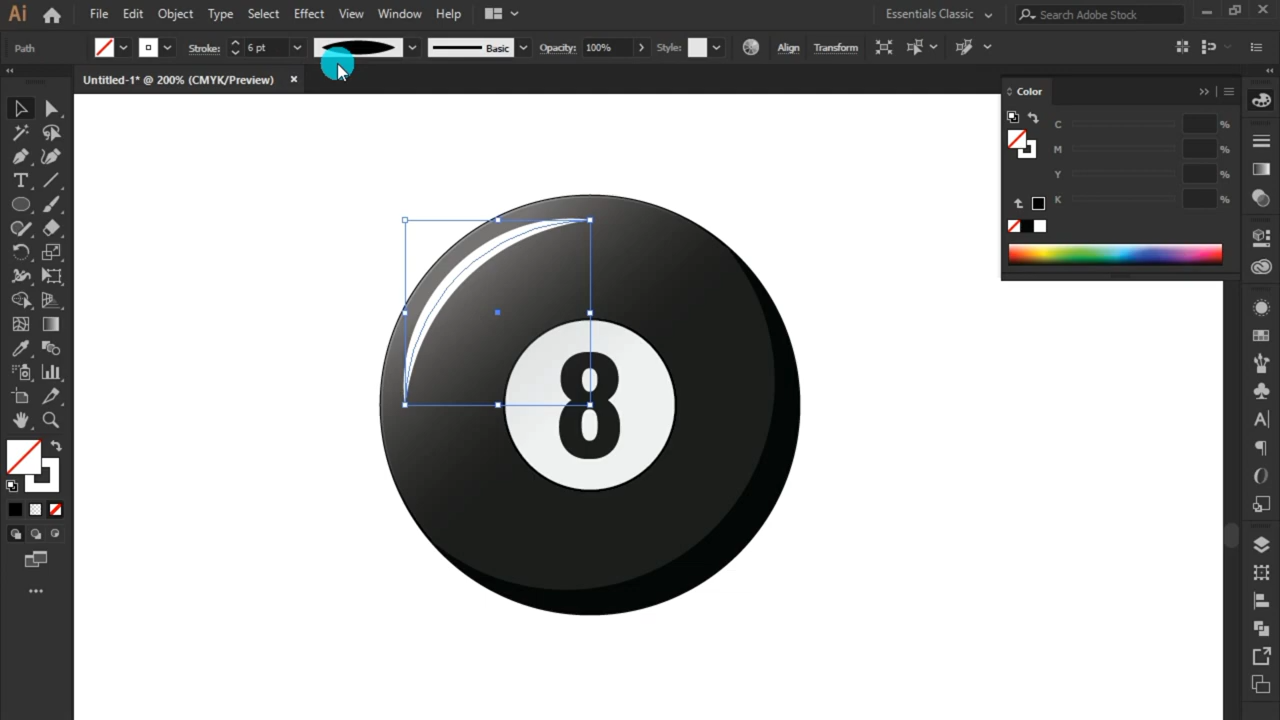 Ai File Edit Object Type Select Effect View Window Help Essentials Classic Search Adobe Stock
Path Stroke: 6 pt Basic Opacity: 100% Style: Align Transform
Untitled-1* @ 200% (CMYK/Preview) ×
Color
C %
M %
Y %
K %
8